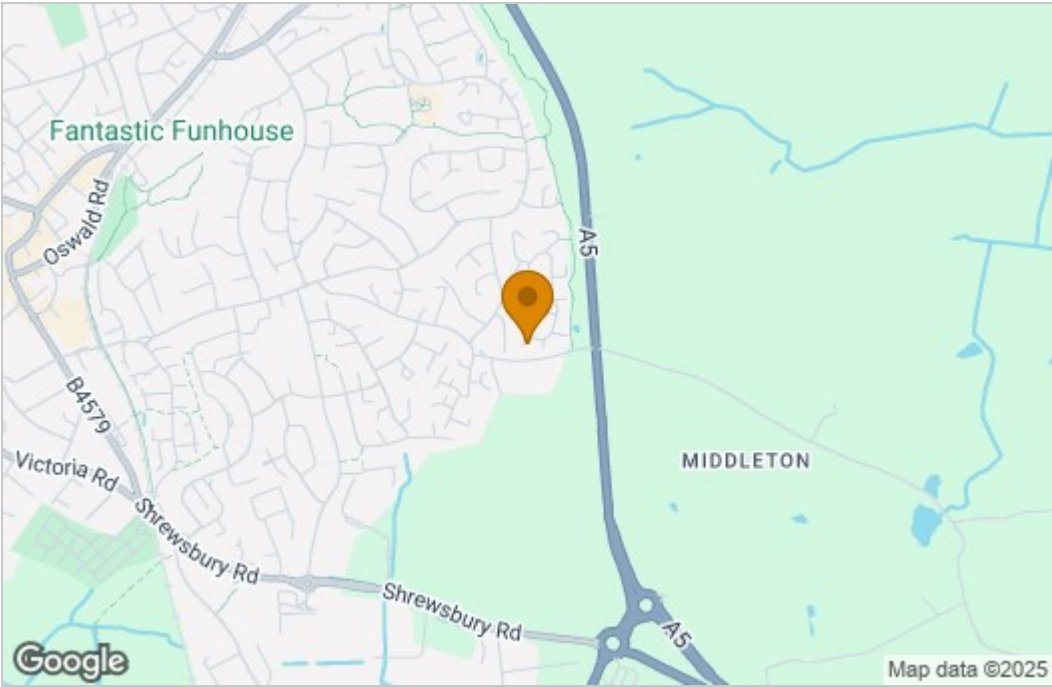 Fantastic Funhouse
Oswald Rd
A5
B4579
MIDDLETON
Victoria Rd
Shrewsbury Rd
Shrewsbury Rd
A5
Google
Map data ©2025